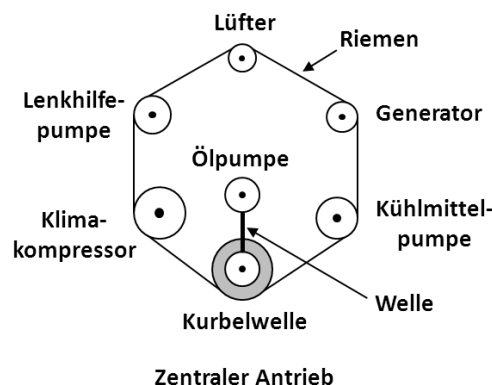 Lüfter
Riemen
Lenkhilfe-
pumpe
Generator
Ölpumpe
Klima-
kompressor
Kühlmittel-
pumpe
Welle
Kurbelwelle
Zentraler Antrieb